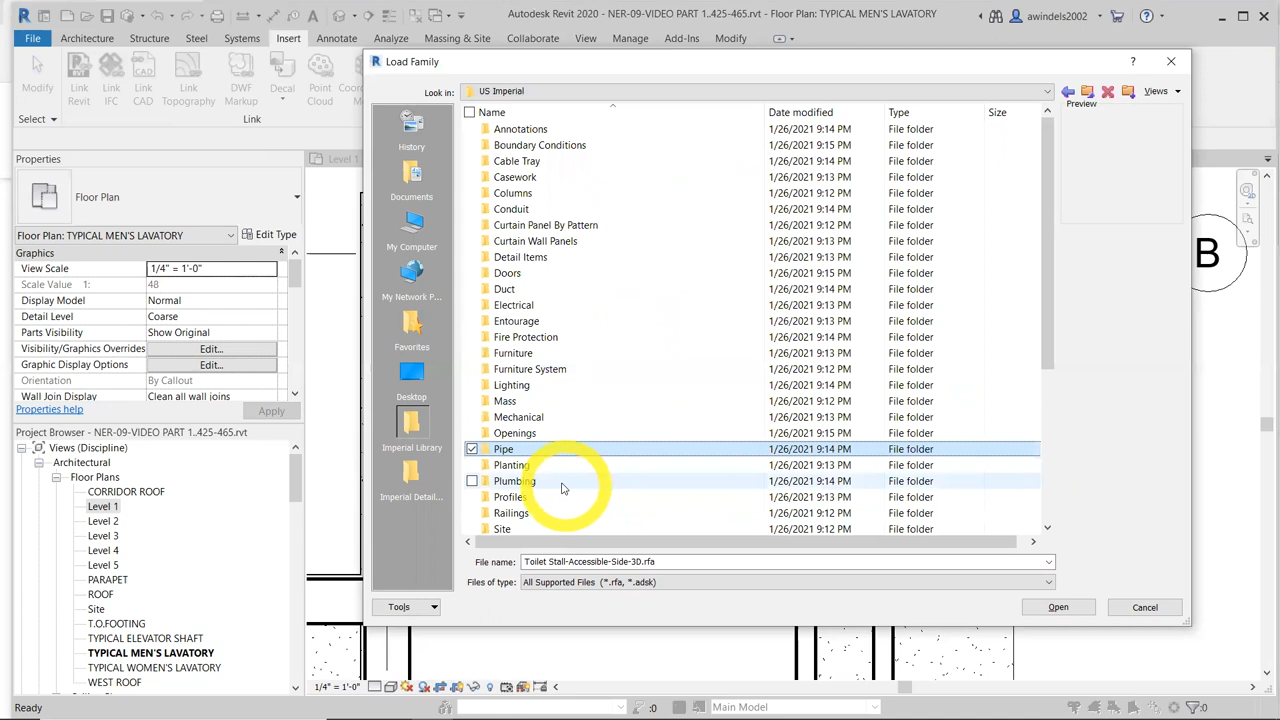 Autodesk Revit 2020 - NER-09-VIDEO PART 1..425-465.rvt - Floor Plan: TYPICAL MEN'S LAVATORY
awindels2002
File Architecture Structure Steel Systems Insert Annotate Analyze Massing & Site Collaborate View Manage Add-Ins Modify
Modify
Link Revit
Link IFC
Link CAD
Link Topography
DWF Markup
Decal
Point Cloud
Select
Link
Properties
Floor Plan
Floor Plan: TYPICAL MEN'S LAVATORY Edit Type
Graphics
View Scale 1/4" = 1'-0"
Scale Value 1: 48
Display Model Normal
Detail Level Coarse
Parts Visibility Show Original
Visibility/Graphics Overrides Edit...
Graphic Display Options Edit...
Orientation By Callout
Wall Join Display Clean all wall joins
Properties help Apply
Project Browser - NER-09-VIDEO PART 1..425-465.rvt
Views (Discipline)
Architectural
Floor Plans
CORRIDOR ROOF
Level 1
Level 2
Level 3
Level 4
Level 5
PARAPET
ROOF
Site
T.O.FOOTING
TYPICAL ELEVATOR SHAFT
TYPICAL MEN'S LAVATORY
TYPICAL WOMEN'S LAVATORY
WEST ROOF
Level 1
Load Family
Look in: US Imperial
Views
Preview
History
Documents
My Computer
My Network P...
Favorites
Desktop
Imperial Library
Imperial Detai...
Name Date modified Type Size
Annotations 1/26/2021 9:14 PM File folder
Boundary Conditions 1/26/2021 9:15 PM File folder
Cable Tray 1/26/2021 9:14 PM File folder
Casework 1/26/2021 9:13 PM File folder
Columns 1/26/2021 9:12 PM File folder
Conduit 1/26/2021 9:14 PM File folder
Curtain Panel By Pattern 1/26/2021 9:12 PM File folder
Curtain Wall Panels 1/26/2021 9:12 PM File folder
Detail Items 1/26/2021 9:13 PM File folder
Doors 1/26/2021 9:12 PM File folder
Duct 1/26/2021 9:14 PM File folder
Electrical 1/26/2021 9:13 PM File folder
Entourage 1/26/2021 9:13 PM File folder
Fire Protection 1/26/2021 9:13 PM File folder
Furniture 1/26/2021 9:13 PM File folder
Furniture System 1/26/2021 9:13 PM File folder
Lighting 1/26/2021 9:14 PM File folder
Mass 1/26/2021 9:12 PM File folder
Mechanical 1/26/2021 9:14 PM File folder
Openings 1/26/2021 9:15 PM File folder
Pipe 1/26/2021 9:14 PM File folder
Planting 1/26/2021 9:13 PM File folder
Plumbing 1/26/2021 9:14 PM File folder
Profiles 1/26/2021 9:13 PM File folder
Railings 1/26/2021 9:12 PM File folder
Site 1/26/2021 9:12 PM File folder
File name: Toilet Stall-Accessible-Side-3D.rfa
Files of type: All Supported Files (*.rfa, *.adsk)
Tools Open Cancel
B
1/4" = 1'-0"
Ready :0 Main Model :0